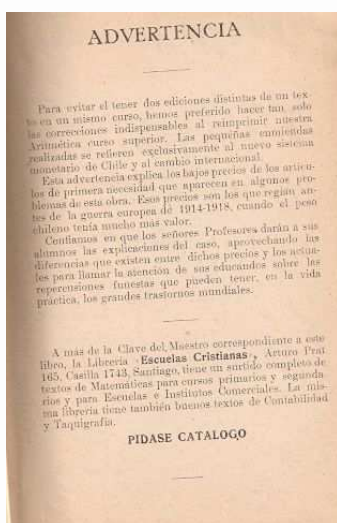 ADVERTENCIA
Para evitar el tener dos ediciones distintas de un tex-
to en un mismo curso, hemos preferido hacer tan solo
las correcciones indispensables al reimprimir nuestra
Aritmética curso superior. Las pequeñas enmiendas
realizadas se refieren exclusivamente al nuevo sistema
monetario de Chile y al cambio internacional.
Esta advertencia explica los bajos precios de los artícu-
los de primera necesidad que aparecen en algunos pro-
blemas de esta obra. Esos precios son los que regían an-
tes de la guerra europea de 1914-1918, cuando el peso
chileno tenía mucho más valor.
Contamos en que los señores Profesores darán a sus
alumnos las explicaciones del caso, aprovechando las
diferencias que existen entre dichos precios y los actua-
les para llamar la atención de sus educandos sobre las
repercusiones funestas que pueden tener, en la vida
práctica, los grandes trastornos mundiales.
A más de la Clave del Maestro correspondiente a este
libro, la Librería «Escuelas Cristianas», Arturo Prat
165, Casilla 1743, Santiago, tiene un surtido completo de
textos de Matemáticas para cursos primarios y segunda-
rios y para Escuelas e Institutos Comerciales. La mis-
ma librería tiene también buenos textos de Contabilidad
y Taquigrafía.
PIDASE CATALOGO